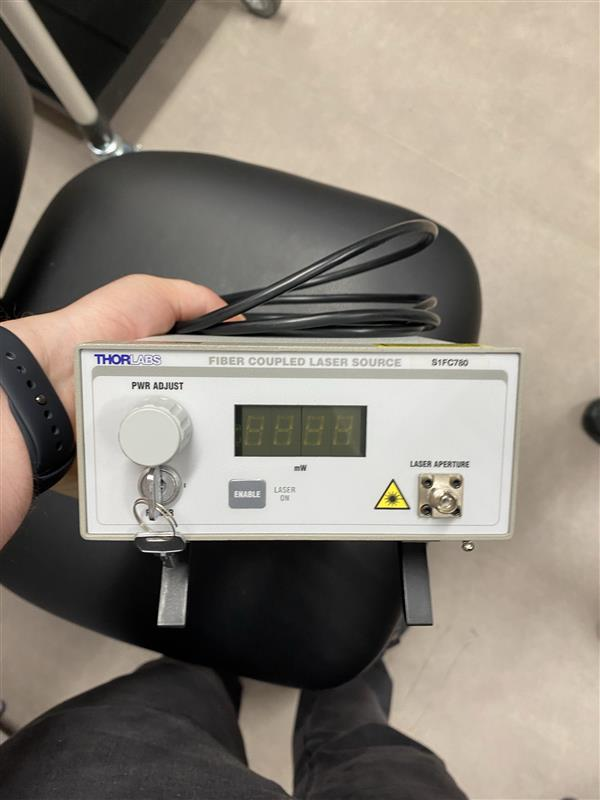 THORLABS FIBER COUPLED LASER SOURCE S1FC780
PWR ADJUST
mW
LASER APERTURE
ENABLE
LASER
ON